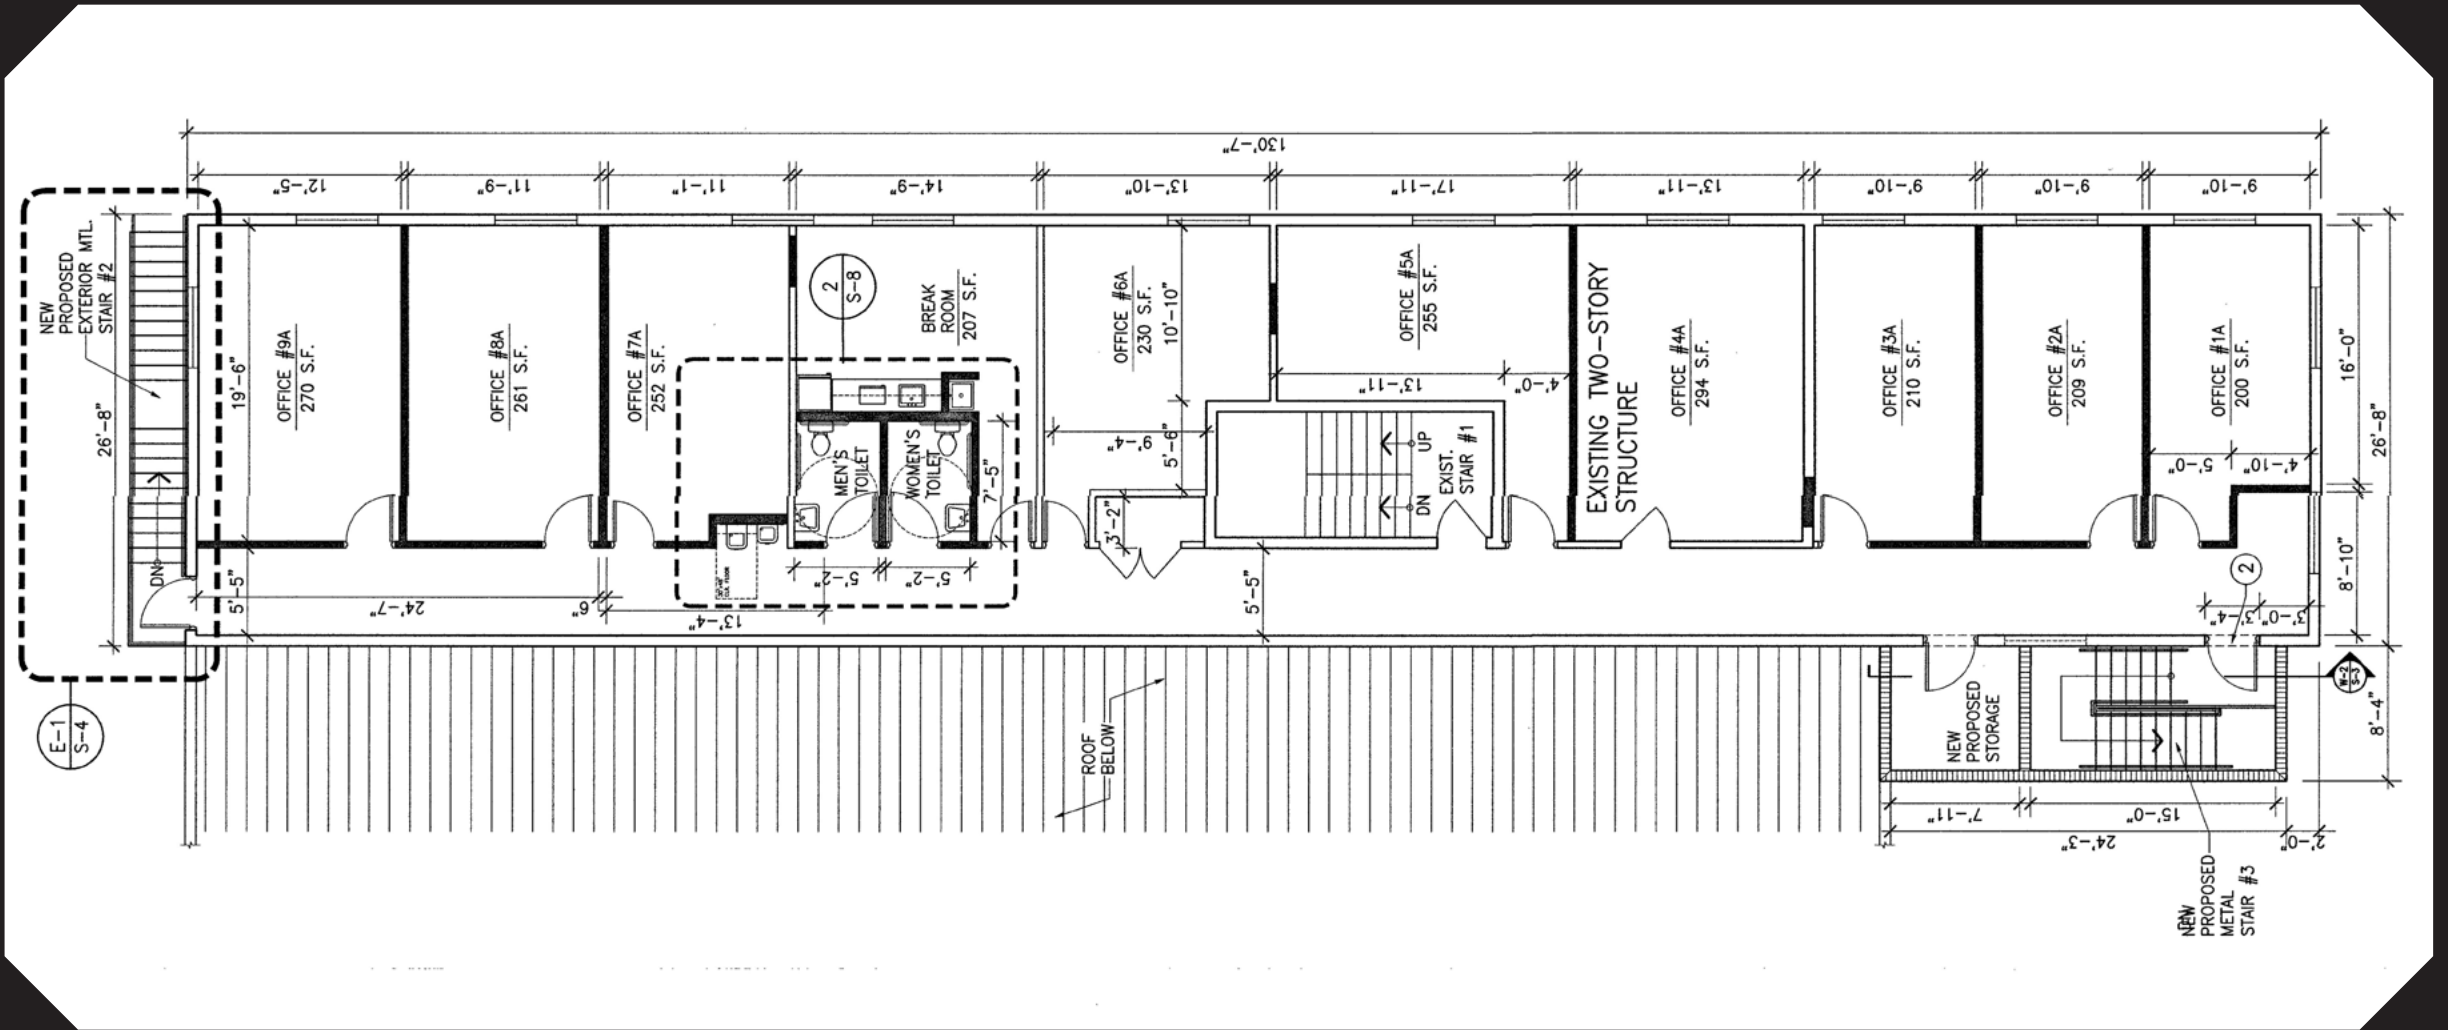 130'-7"
12'-5"
11'-9"
11'-1"
14'-9"
13'-10"
17'-11"
13'-11"
9'-10"
9'-10"
9'-10"
NEW
PROPOSED
EXTERIOR MTL.
STAIR #2
26'-8"
DN
E-1
S-4
19'-6"
OFFICE #9A
270 S.F.
OFFICE #8A
261 S.F.
OFFICE #7A
252 S.F.
2
S-8
BREAK
ROOM
207 S.F.
MEN'S
TOILET
WOMEN'S
TOILET
7'-5"
5'-2"
5'-2"
5'-5"
24'-7"
6"
13'-4"
OFFICE #6A
230 S.F.
10'-10"
9'-4"
5'-6"
3'-2"
5'-5"
OFFICE #5A
255 S.F.
13'-11"
4'-0"
UP
DN
EXIST.
STAIR #1
EXISTING TWO-STORY
STRUCTURE
OFFICE #4A
294 S.F.
OFFICE #3A
210 S.F.
OFFICE #2A
209 S.F.
OFFICE #1A
200 S.F.
5'-0"
4'-10"
16'-0"
26'-8"
8'-10"
2
3'-4"
3'-0"
W-2
S-3
8'-4"
ROOF
BELOW
NEW
PROPOSED
STORAGE
7'-11"
15'-0"
24'-3"
2'-0"
NEW
PROPOSED
METAL
STAIR #3